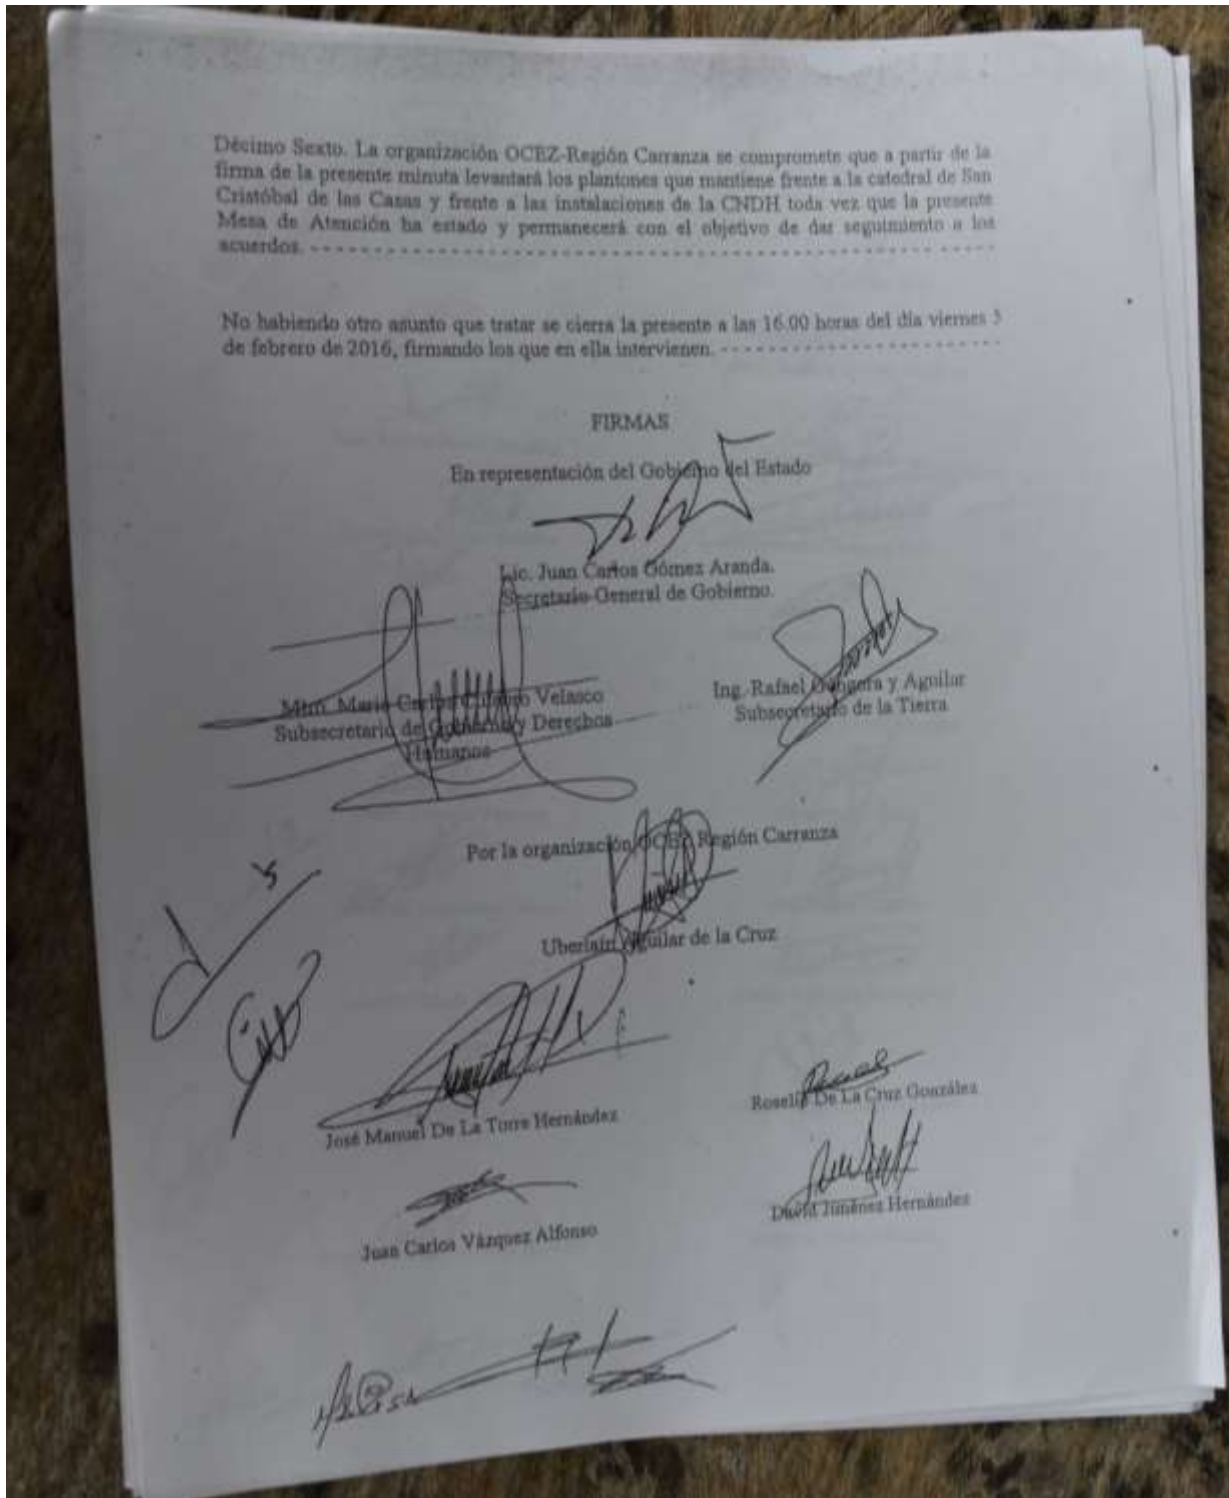 Décimo Sexto. La organización OCEZ-Región Carranza se compromete que a partir de la
firma de la presente minuta levantará los plantones que mantiene frente a la catedral de San
Cristóbal de las Casas y frente a las instalaciones de la CNDH toda vez que la presente
Mesa de Atención ha estado y permanecerá con el objetivo de dar seguimiento a los
acuerdos. - - - - - - - - - - - - - - - - - - - - - - - - - - - - - - - - - - - - - - - - - - - - - - - - - - - - - - -
No habiendo otro asunto que tratar se cierra la presente a las 16.00 horas del día viernes 5
de febrero de 2016, firmando los que en ella intervienen. - - - - - - - - - - - - - - - - - - - - - - -
FIRMAS
En representación del Gobierno del Estado
Lic. Juan Carlos Gómez Aranda.
Secretario General de Gobierno.
Mtro. Mario Carlos Velasco
Subsecretario de Gobierno y Derechos
Humanos
Ing. Rafael y Aguilar
Subsecretario de la Tierra
Por la organización OCEZ Región Carranza
Uberlain Aguilar de la Cruz
José Manuel De La Torre Hernández
De La Cruz González
Juan Carlos Vázquez Alfonso
David Jiménez Hernández